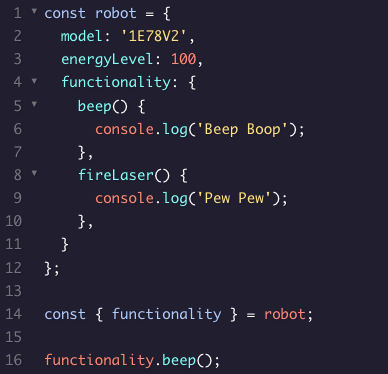 1 const robot = {
2   model: '1E78V2',
3   energyLevel: 100,
4   functionality: {
5     beep() {
6       console.log('Beep Boop');
7     },
8     fireLaser() {
9       console.log('Pew Pew');
10     },
11   }
12 };
13
14 const { functionality } = robot;
15
16 functionality.beep();